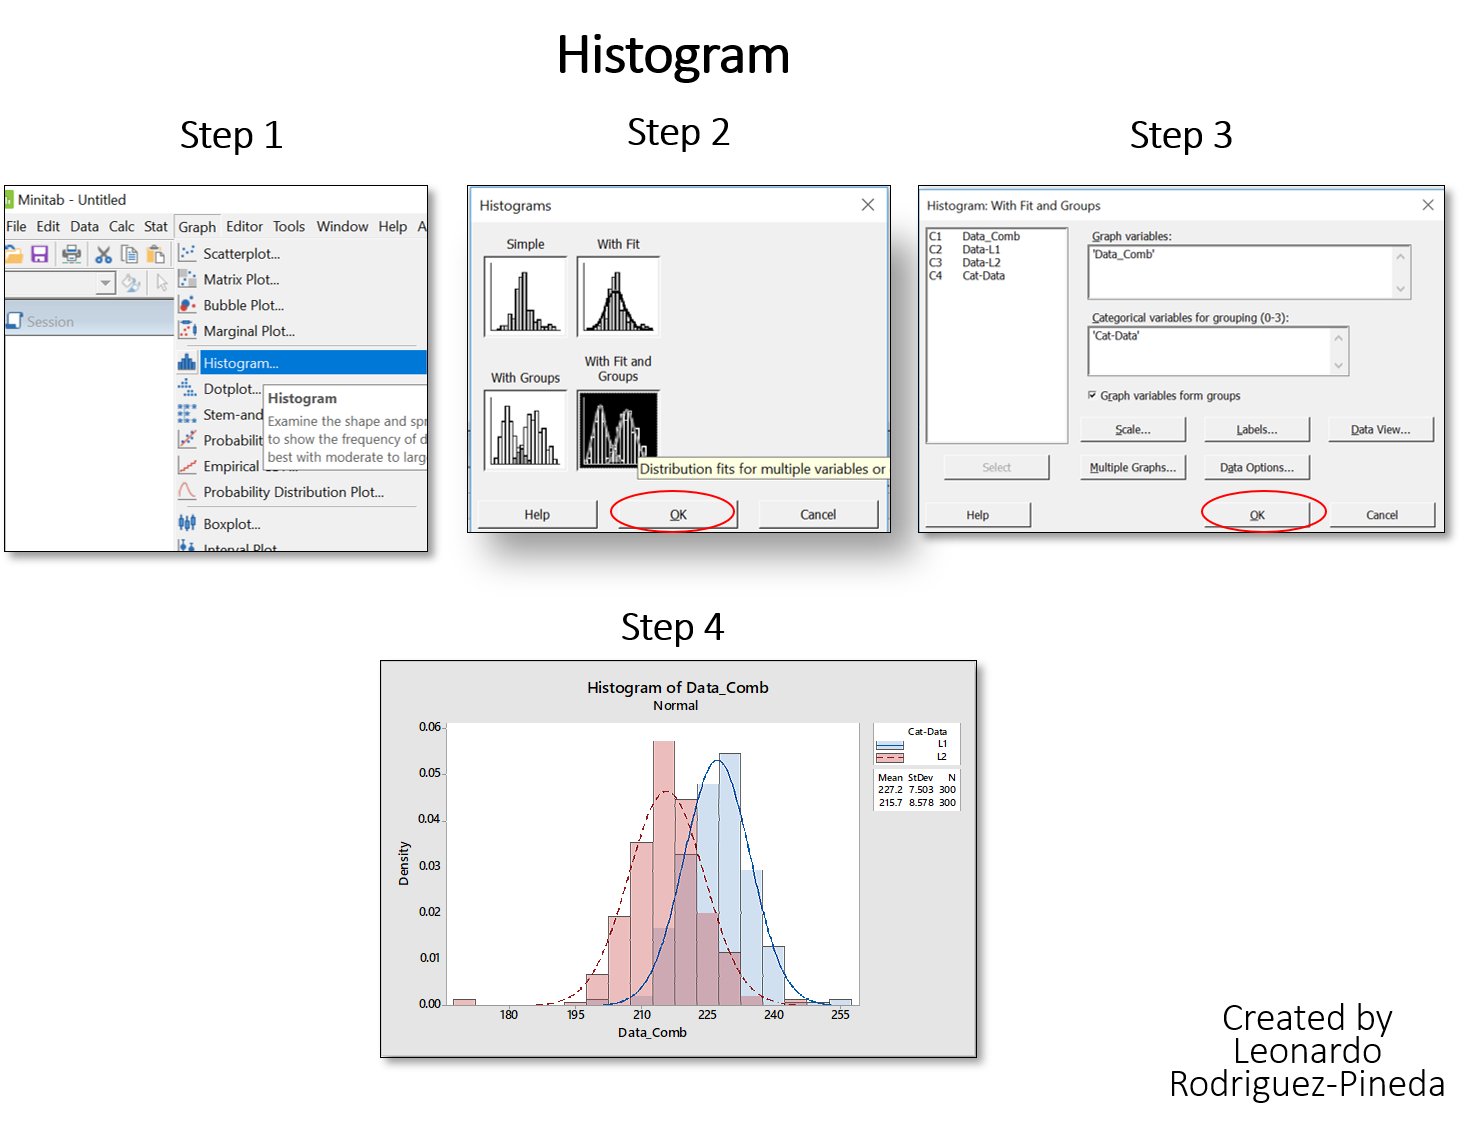 Histogram
Step 1
Step 2
Step 3
Minitab - Untitled
File Edit Data Calc Stat Graph Editor Tools Window Help A
Scatterplot...
Matrix Plot...
Bubble Plot...
Session
Marginal Plot...
Histogram...
Dotplot...
Histogram
Stem-and
Examine the shape and spr
to show the frequency of d
best with moderate to larg
Probabilit
Empirical
Probability Distribution Plot...
Boxplot...
Interval Plot
Histograms
Simple With Fit
With Groups With Fit and
Groups
Distribution fits for multiple variables or
Help OK Cancel
Histogram: With Fit and Groups
C1 Data_Comb
C2 Data-L1
C3 Data-L2
C4 Cat-Data
Graph variables:
'Data_Comb'
Categorical variables for grouping (0-3):
'Cat-Data'
Graph variables form groups
Scale... Labels... Data View...
Select Multiple Graphs... Data Options...
Help OK Cancel
Step 4
Histogram of Data_Comb
Normal
0.06
0.05
0.04
0.03
0.02
0.01
0.00
Density
180 195 210 225 240 255
Data_Comb
Cat-Data
L1
L2
Mean StDev N
227.2 7.503 300
215.7 8.578 300
Created by
Leonardo
Rodriguez-Pineda